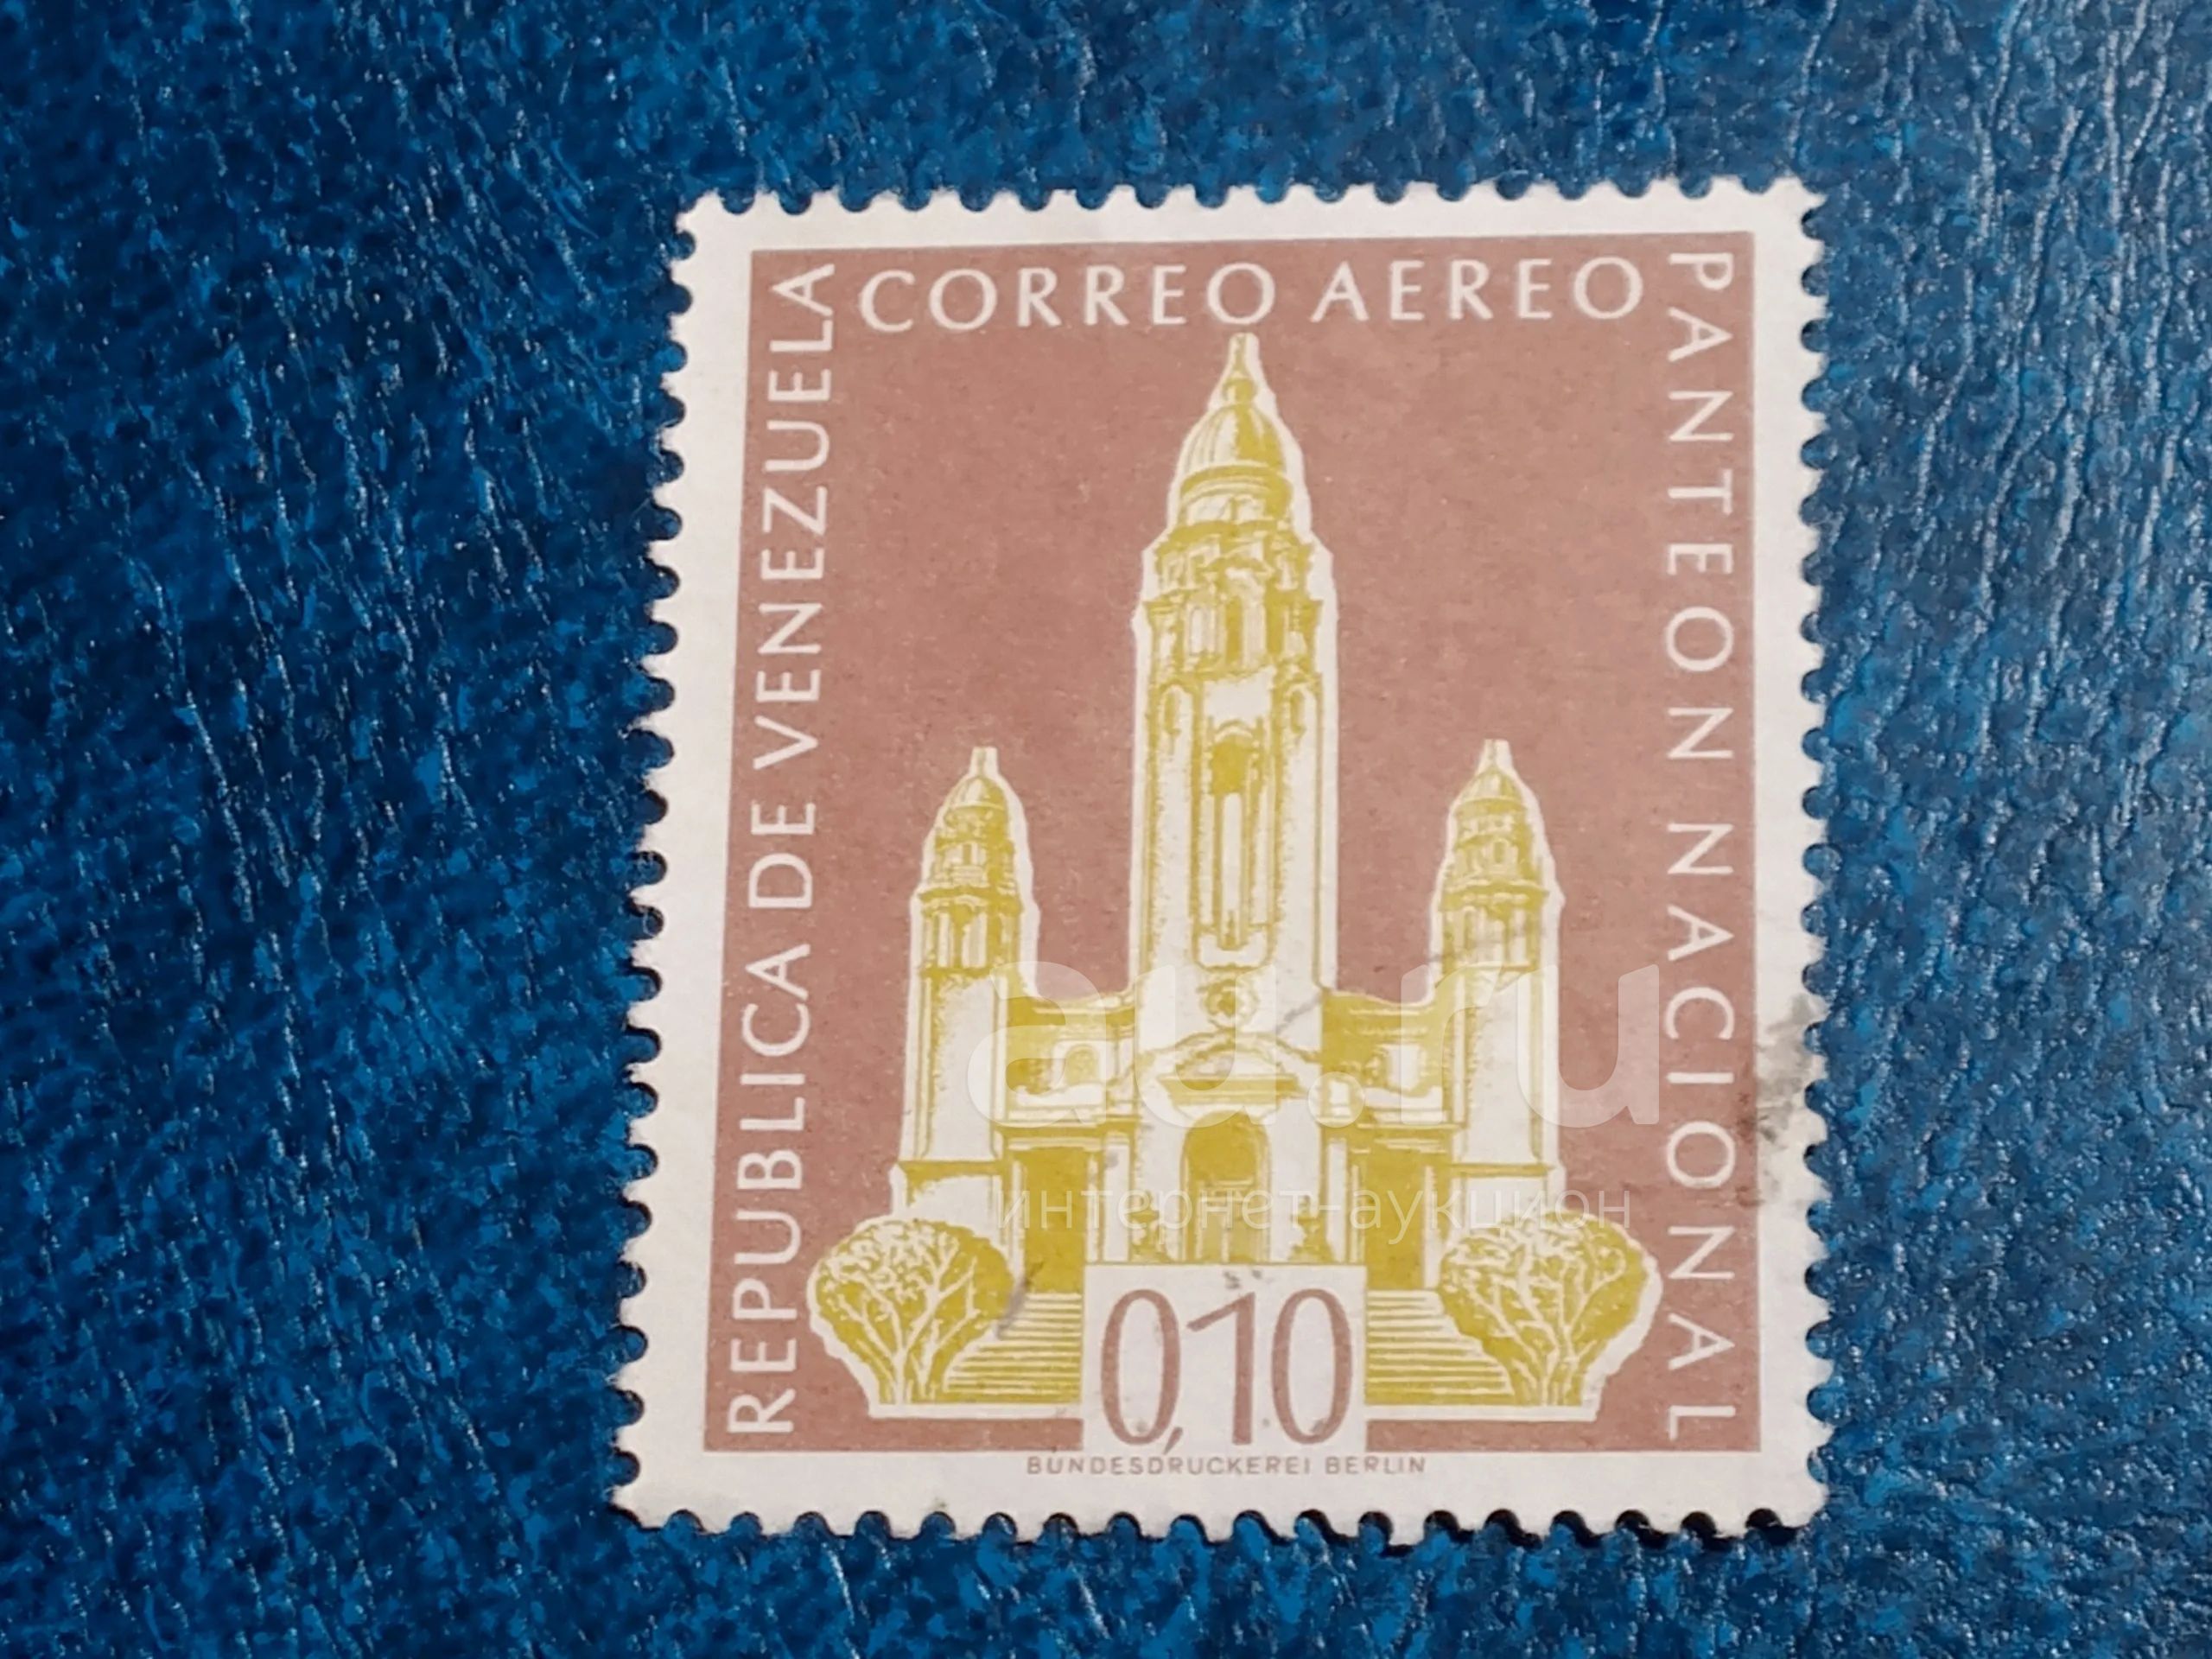 CORREO AEREO
REPUBLICA DE VENEZUELA
PANTEON NACIONAL
au.ru
интернет-аукцион
0,10
BUNDESDRUCKEREI BERLIN